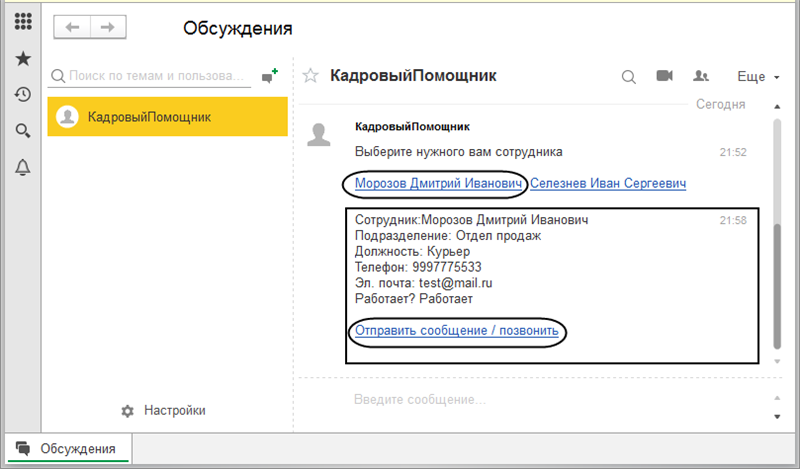 Обсуждения
Поиск по темам и пользова...
КадровыйПомощник
Еще
КадровыйПомощник
Сегодня
КадровыйПомощник
Выберите нужного вам сотрудника 21:52
Морозов Дмитрий Иванович Селезнев Иван Сергеевич
Сотрудник:Морозов Дмитрий Иванович 21:58
Подразделение: Отдел продаж
Должность: Курьер
Телефон: 9997775533
Эл. почта: test@mail.ru
Работает? Работает
Отправить сообщение / позвонить
Введите сообщение...
Настройки
Обсуждения